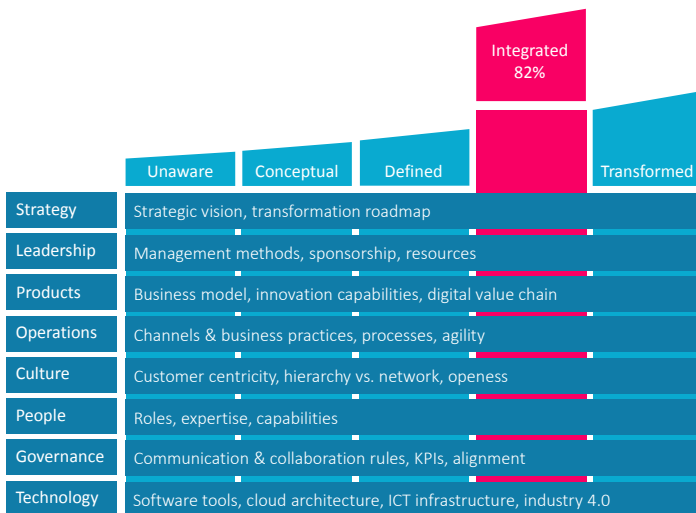 Integrated
82%
Unaware
Conceptual
Defined
Transformed
Strategy
Strategic vision, transformation roadmap
Leadership
Management methods, sponsorship, resources
Products
Business model, innovation capabilities, digital value chain
Operations
Channels & business practices, processes, agility
Culture
Customer centricity, hierarchy vs. network, openess
People
Roles, expertise, capabilities
Governance
Communication & collaboration rules, KPIs, alignment
Technology
Software tools, cloud architecture, ICT infrastructure, industry 4.0